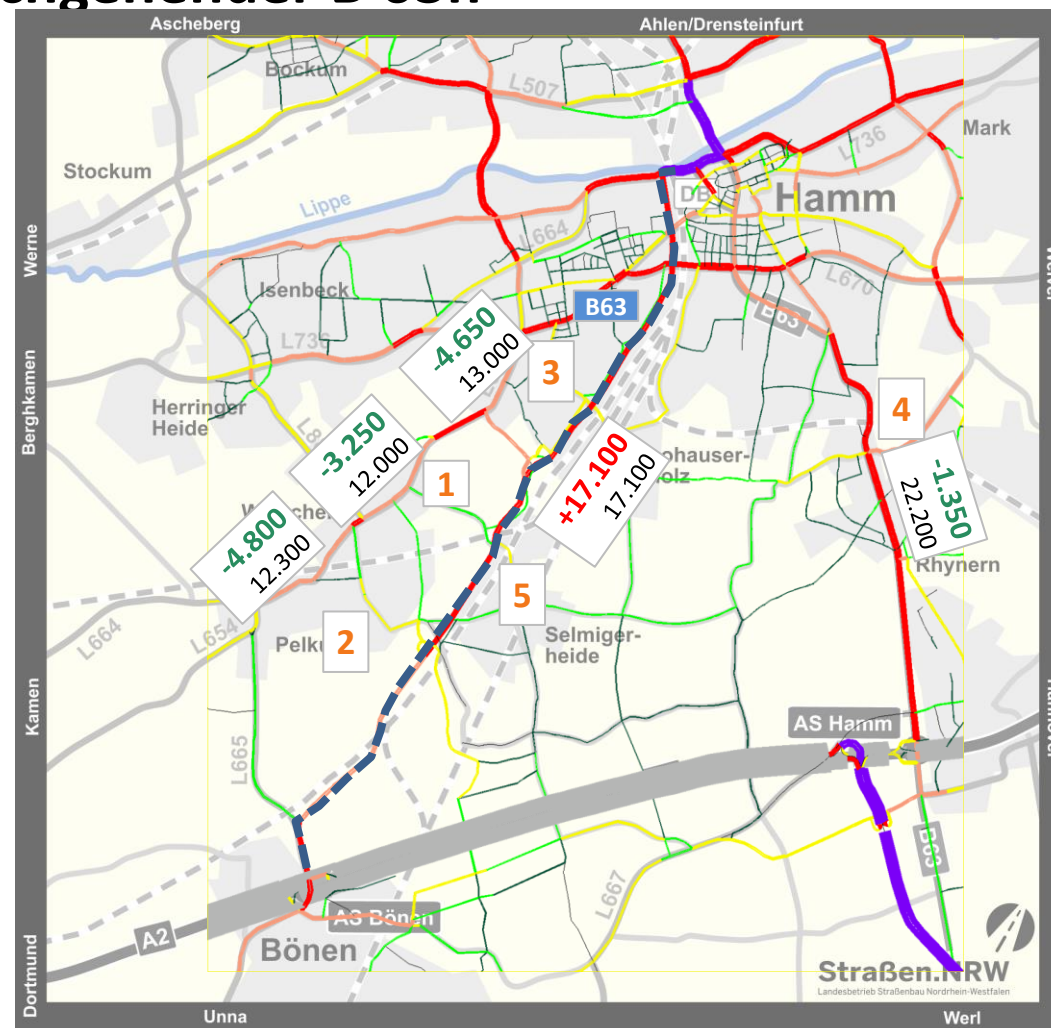 Ascheberg
Ahlen/Drensteinfurt
Bockum
L507
Mark
L736
Stockum
DB
Hamm
Lippe
Werne
L664
Isenbeck
B63
L670
B63
L736
-4.650
13.000
3
Berghkamen
Herringer
Heide
4
-3.250
12.000
+17.100
17.100
-1.350
22.200
1
-4.800
12.300
Rhynern
5
L664
L654
2
Selmiger-
heide
Kamen
AS Hamm
L665
B63
L667
AS Bönen
A2
Bönen
Dortmund
Straßen.NRW
Landesbetrieb Straßenbau Nordrhein-Westfalen
Unna
Werl